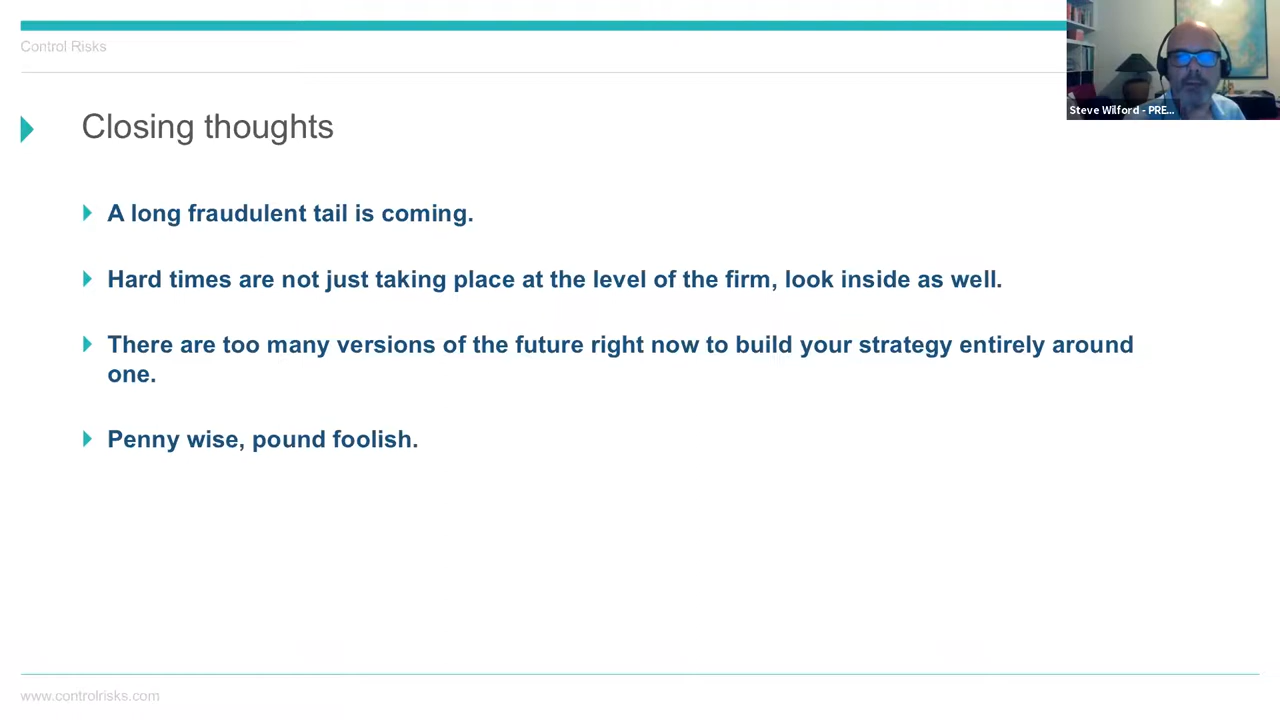 Control Risks
Steve Wilford - PRE...
Closing thoughts
A long fraudulent tail is coming.
Hard times are not just taking place at the level of the firm, look inside as well.
There are too many versions of the future right now to build your strategy entirely around
one.
Penny wise, pound foolish.
www.controlrisks.com